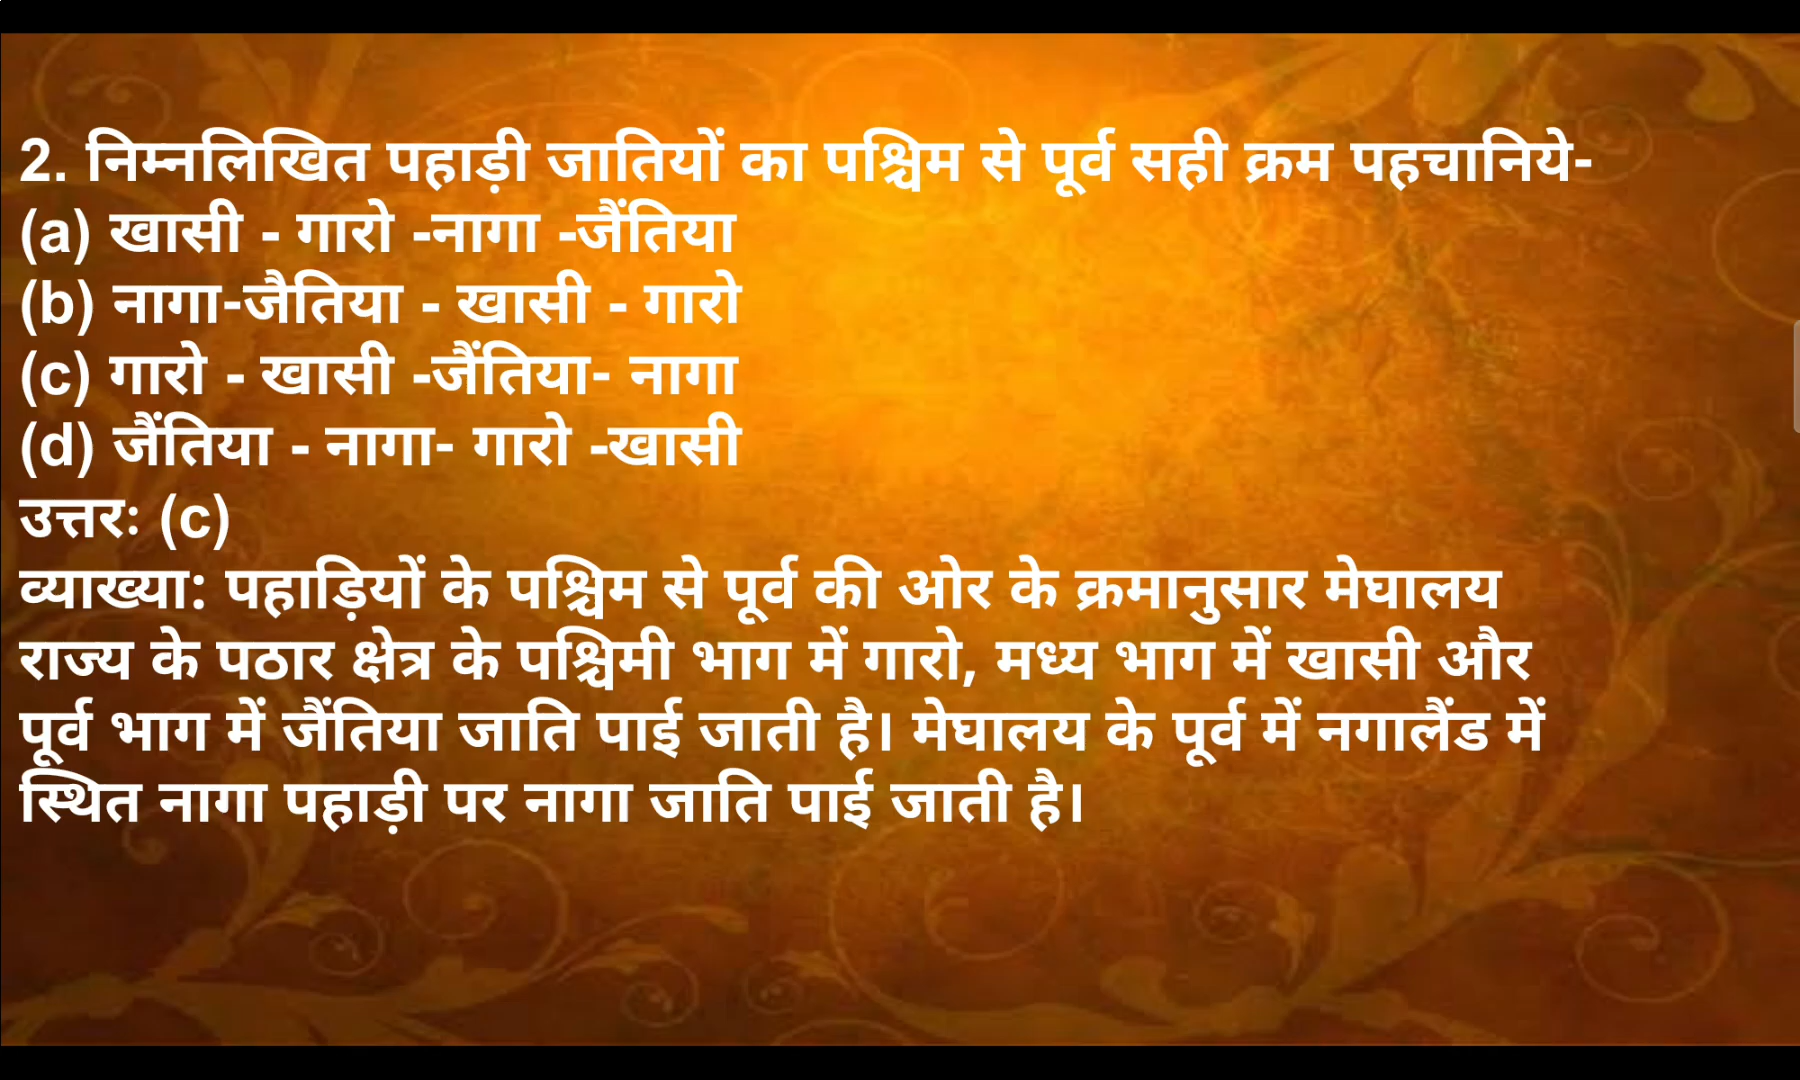 2. निम्नलिखित पहाड़ी जातियों का पश्चिम से पूर्व सही क्रम पहचानिये-
(a) खासी - गारो -नागा -जैंतिया
(b) नागा-जैतिया - खासी - गारो
(c) गारो - खासी -जैंतिया- नागा
(d) जैंतिया - नागा- गारो -खासी
उत्तरः (c)
व्याख्या: पहाड़ियों के पश्चिम से पूर्व की ओर के क्रमानुसार मेघालय
राज्य के पठार क्षेत्र के पश्चिमी भाग में गारो, मध्य भाग में खासी और
पूर्व भाग में जैंतिया जाति पाई जाती है। मेघालय के पूर्व में नगालैंड में
स्थित नागा पहाड़ी पर नागा जाति पाई जाती है।